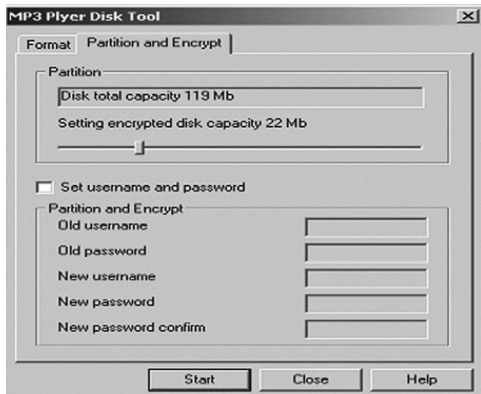 MP3 Plyer Disk Tool
Format Partition and Encrypt
Partition
Disk total capacity 119 Mb
Setting encrypted disk capacity 22 Mb
Set username and password
Partition and Encrypt
Old username
Old password
New username
New password
New password confirm
Start Close Help